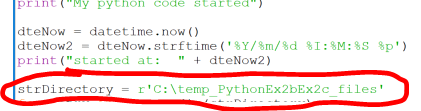 print("My python code started")
dteNow = datetime.now()
dteNow2 = dteNow.strftime('%Y/%m/%d %I:%M:%S %p')
print("started at:  " + dteNow2)
strDirectory = r'C:\temp_PythonEx2bEx2c_files'